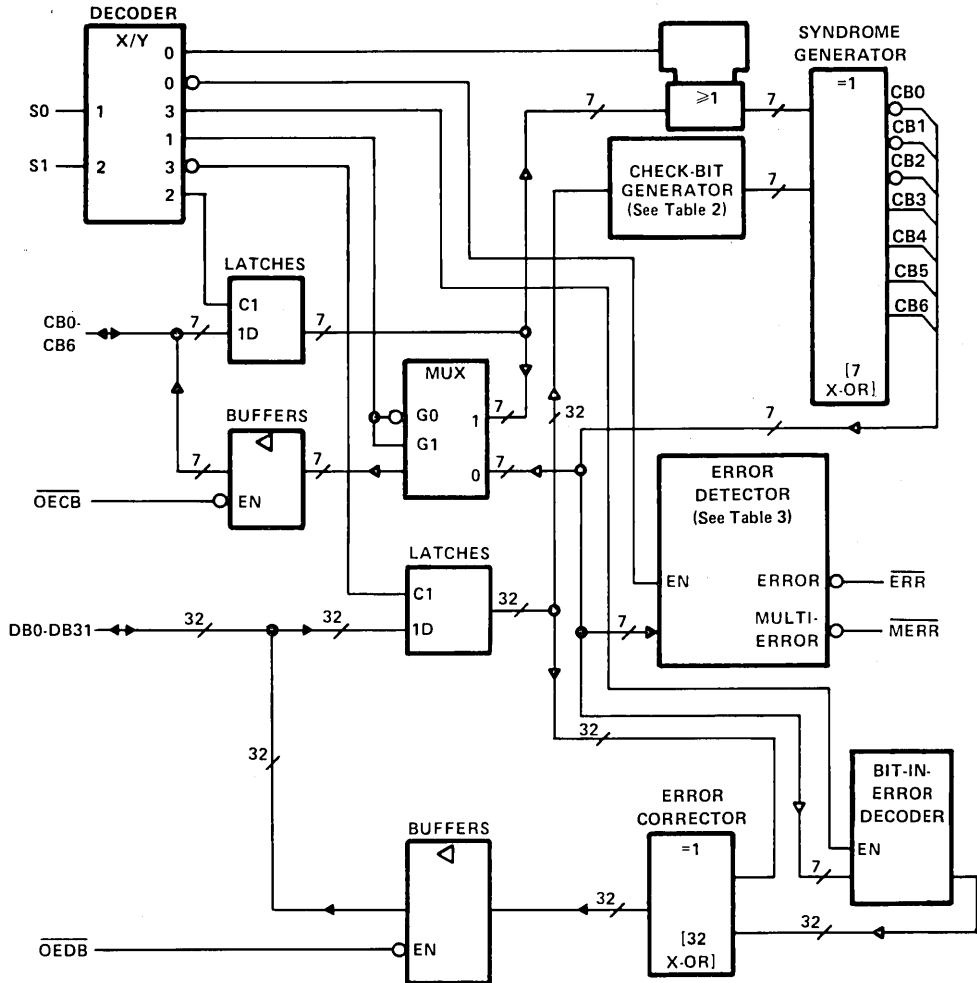 DECODER
X/Y
0
0
3
1
3
2
S0
1
S1
2
≥1
7
7
SYNDROME
GENERATOR
=1
CB0
CB1
CB2
CB3
CB4
CB5
CB6
[7
X-OR]
CHECK-BIT
GENERATOR
(See Table 2)
7
LATCHES
C1
1D
CB0-
CB6
7
7
MUX
G0
G1
1
0
7
7
32
7
BUFFERS
EN
7
7
OECB
ERROR
DETECTOR
(See Table 3)
EN
ERROR
MULTI-
ERROR
ERR
MERR
7
LATCHES
C1
1D
32
DB0-DB31
32
32
32
32
BIT-IN-
ERROR
DECODER
EN
7
ERROR
CORRECTOR
=1
[32
X-OR]
32
32
BUFFERS
EN
OEDB